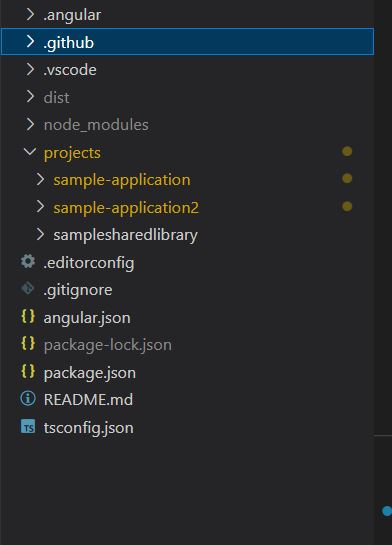 .angular
.github
.vscode
dist
node_modules
projects
sample-application
sample-application2
samplesharedlibrary
.editorconfig
.gitignore
{} angular.json
{} package-lock.json
{} package.json
README.md
TS tsconfig.json